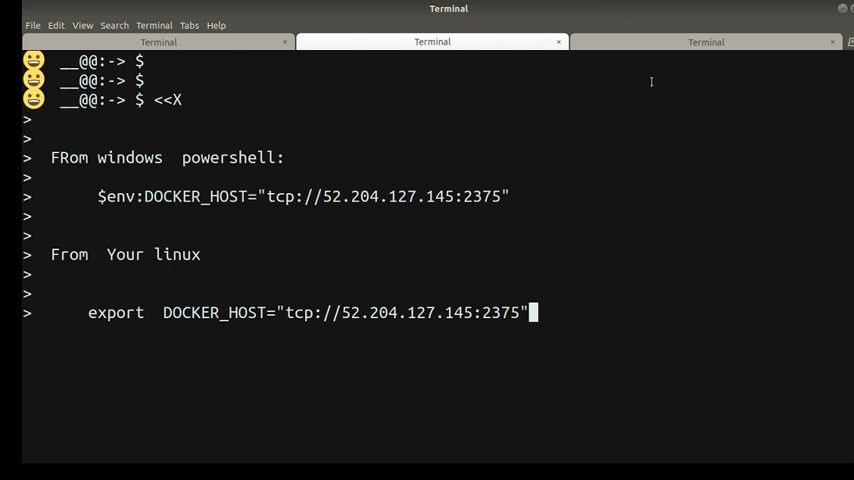 Terminal
File Edit View Search Terminal Tabs Help
Terminal × Terminal × Terminal ×
__@@:-> $
__@@:-> $
__@@:-> $ <<X
>
>
> FRom windows  powershell:
>
>      $env:DOCKER_HOST="tcp://52.204.127.145:2375"
>
>
> From  Your linux
>
>
>     export  DOCKER_HOST="tcp://52.204.127.145:2375"